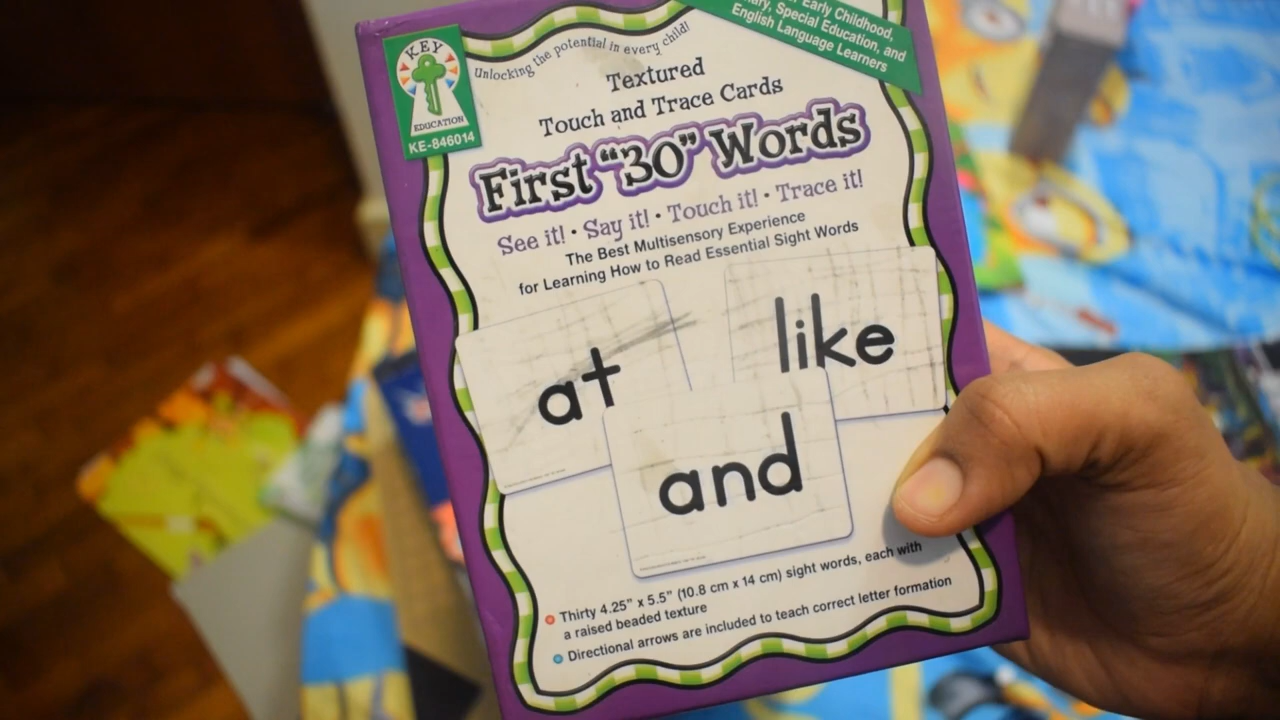 KEY
EDUCATION
KE-846014
Unlocking the potential in every child!
Early Childhood,
Special Education, and
English Language Learners
Textured
Touch and Trace Cards
First "30" Words
See it! • Say it! • Touch it! • Trace it!
The Best Multisensory Experience
for Learning How to Read Essential Sight Words
at
like
and
• Thirty 4.25" x 5.5" (10.8 cm x 14 cm) sight words, each with
a raised beaded texture
• Directional arrows are included to teach correct letter formation